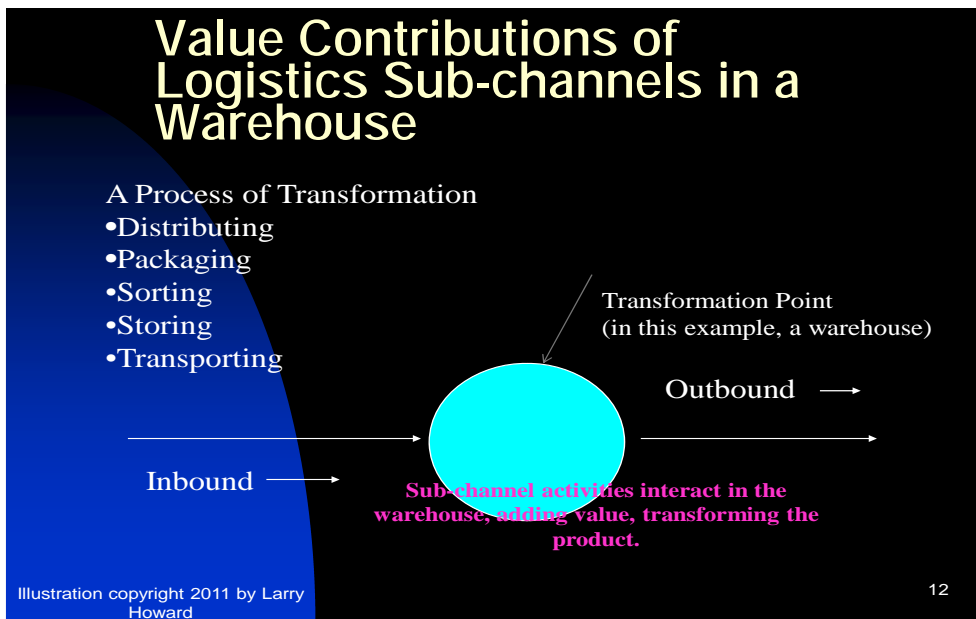 Value Contributions of
Logistics Sub-channels in a
Warehouse
A Process of Transformation
•Distributing
•Packaging
•Sorting
•Storing
•Transporting
Transformation Point
(in this example, a warehouse)
Outbound
Inbound
Sub-channel activities interact in the
warehouse, adding value, transforming the
product.
Illustration copyright 2011 by Larry
Howard
12